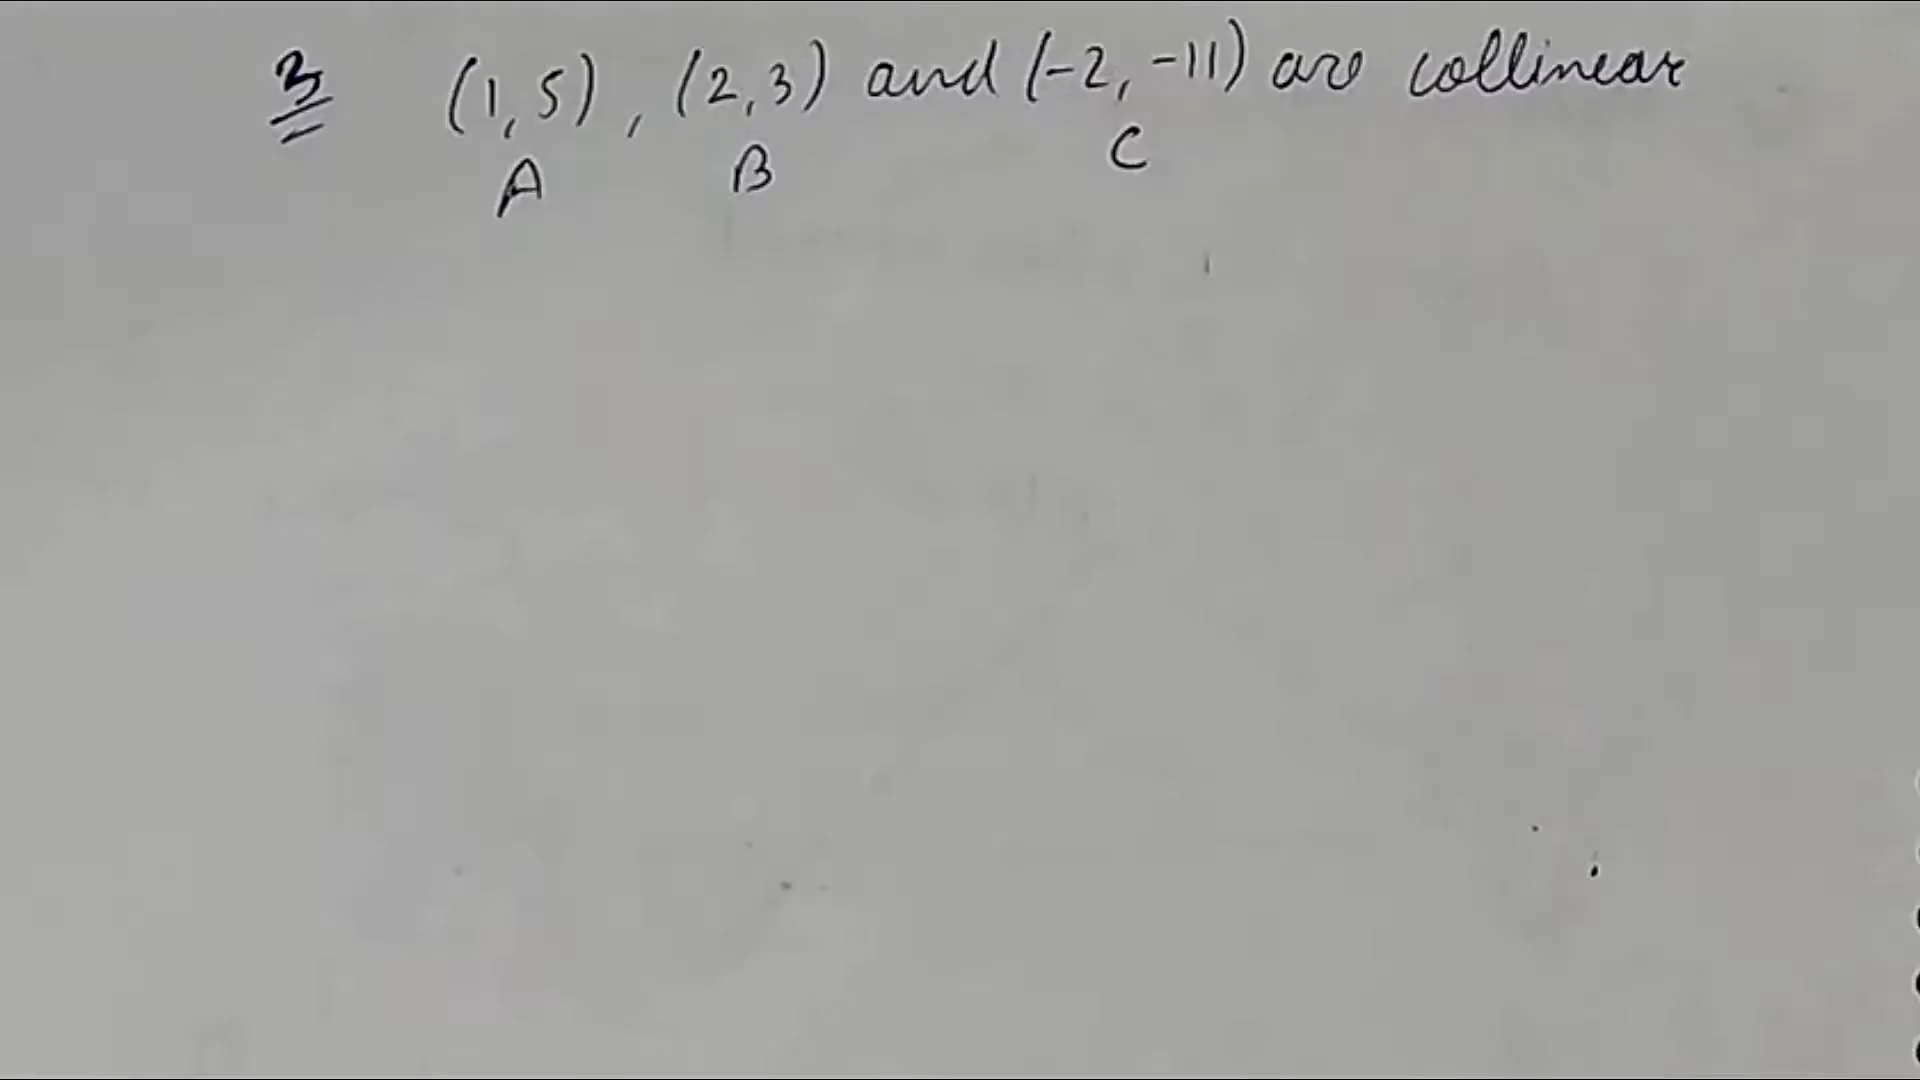 3 (1,5), (2,3) and (-2,-11) are collinear
A B C